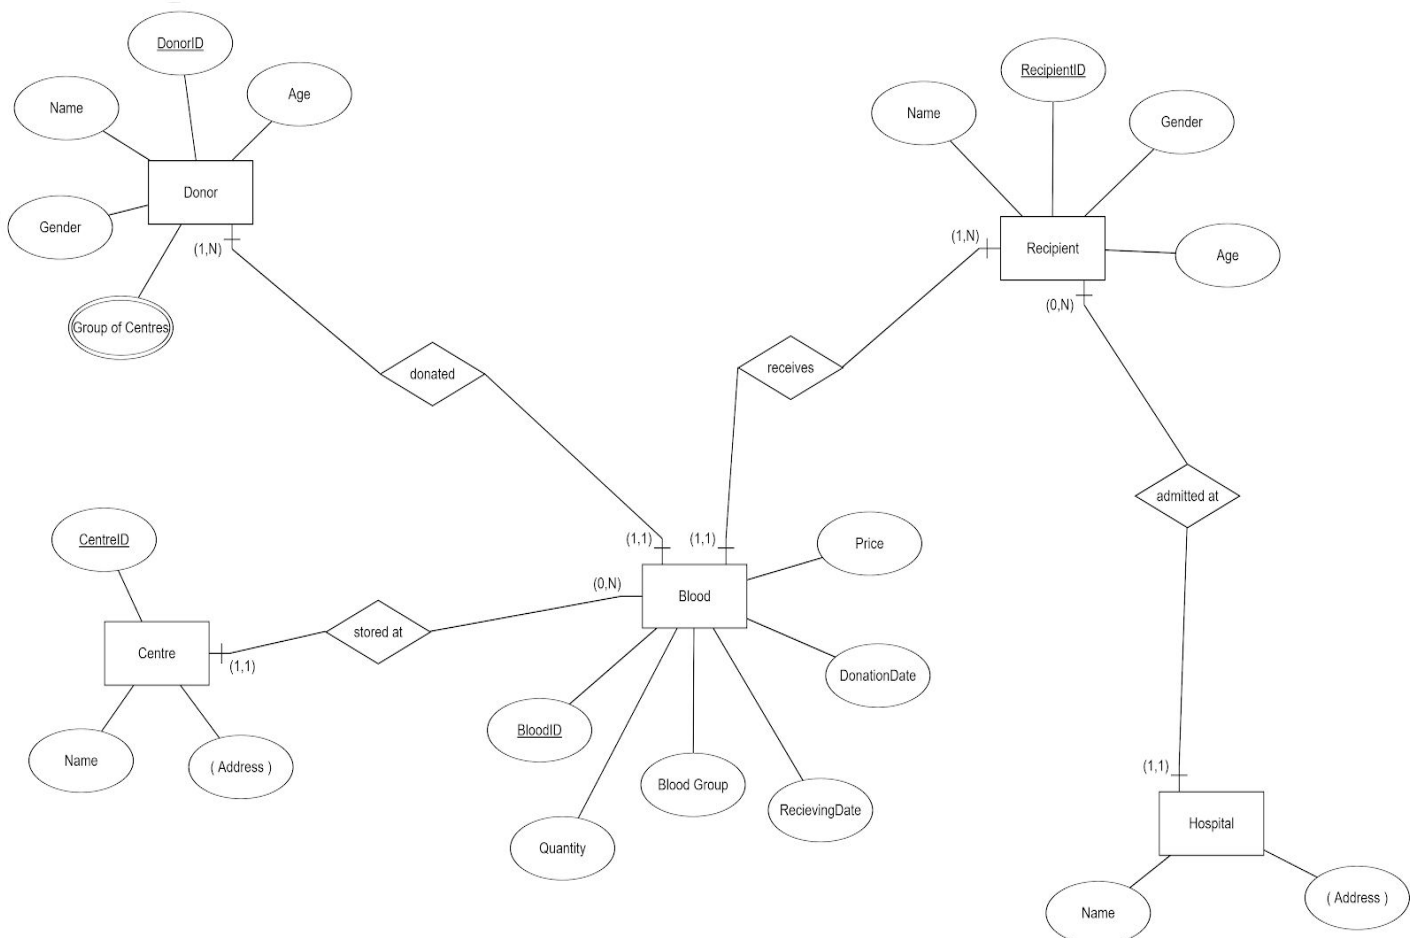 DonorID
Name
Age
Donor
Gender
(1,N)
Group of Centres
donated
RecipientID
Name
Gender
(1,N)
Recipient
Age
(0,N)
receives
admitted at
CentreID
Centre
(1,1)
Name
( Address )
stored at
(0,N)
(1,1)
(1,1)
Blood
Price
DonationDate
BloodID
Blood Group
RecievingDate
Quantity
(1,1)
Hospital
Name
( Address )